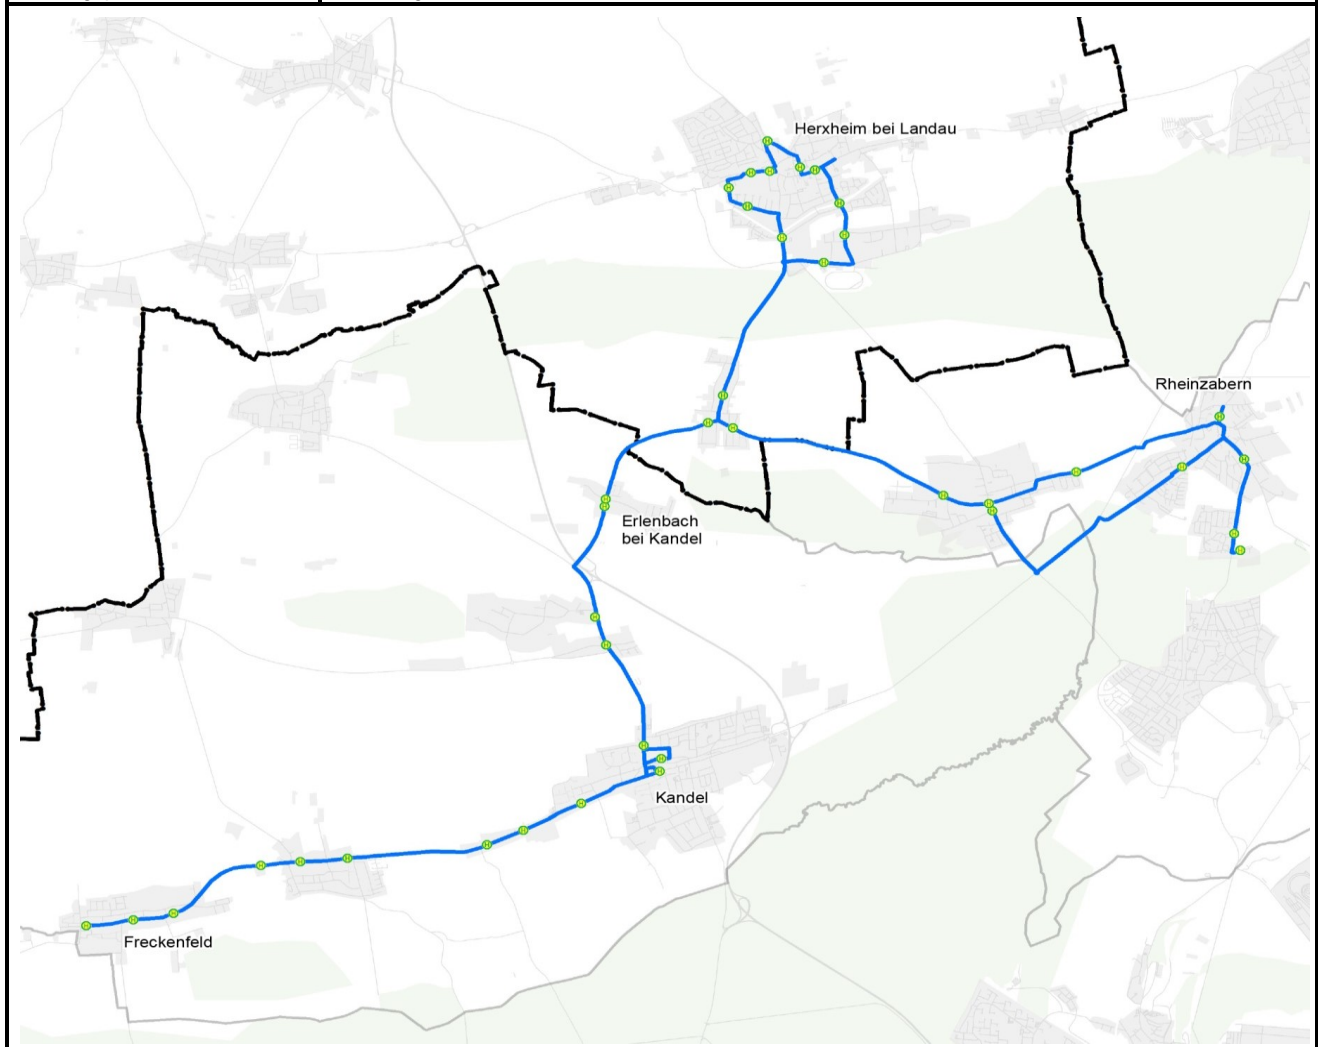 Herxheim bei Landau
Rheinzabern
Erlenbach
bei Kandel
Kandel
Freckenfeld